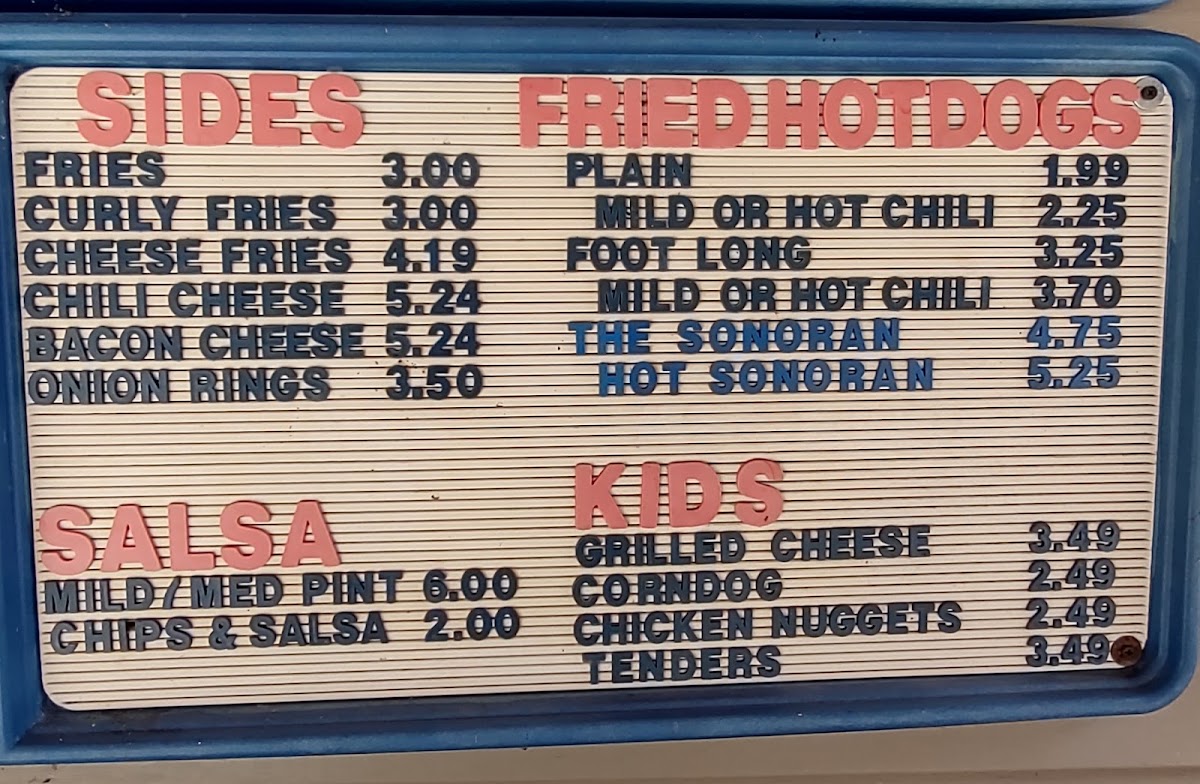 SIDES
FRIES 3.00
CURLY FRIES 3.00
CHEESE FRIES 4.19
CHILI CHEESE 5.24
BACON CHEESE 5.24
ONION RINGS 3.50
SALSA
MILD/MED PINT 6.00
CHIPS & SALSA 2.00
FRIED HOTDOGS
PLAIN 1.99
MILD OR HOT CHILI 2.25
FOOT LONG 3.25
MILD OR HOT CHILI 3.70
THE SONORAN 4.75
HOT SONORAN 5.25
KIDS
GRILLED CHEESE 3.49
CORNDOG 2.49
CHICKEN NUGGETS 2.49
TENDERS 3.49